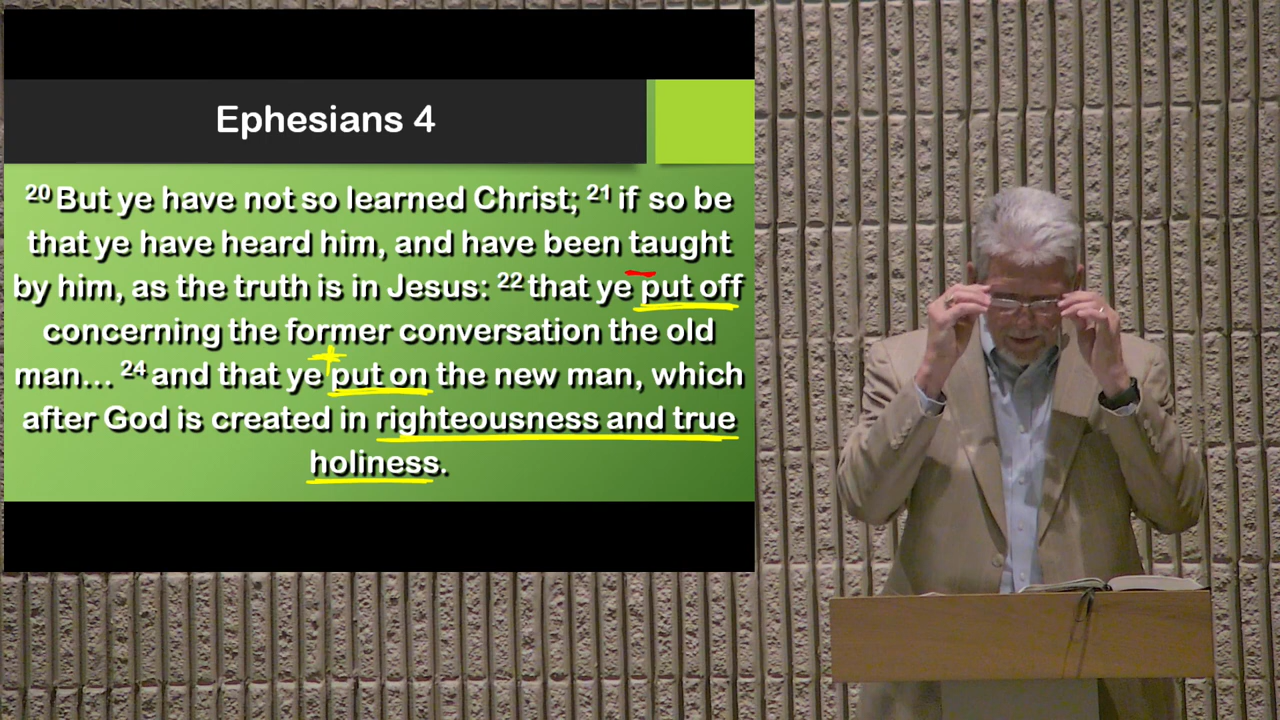 Ephesians 4
20 But ye have not so learned Christ; 21 if so be
that ye have heard him, and have been taught
by him, as the truth is in Jesus: 22 that ye put off
concerning the former conversation the old
man... 24 and that ye put on the new man, which
after God is created in righteousness and true
holiness.